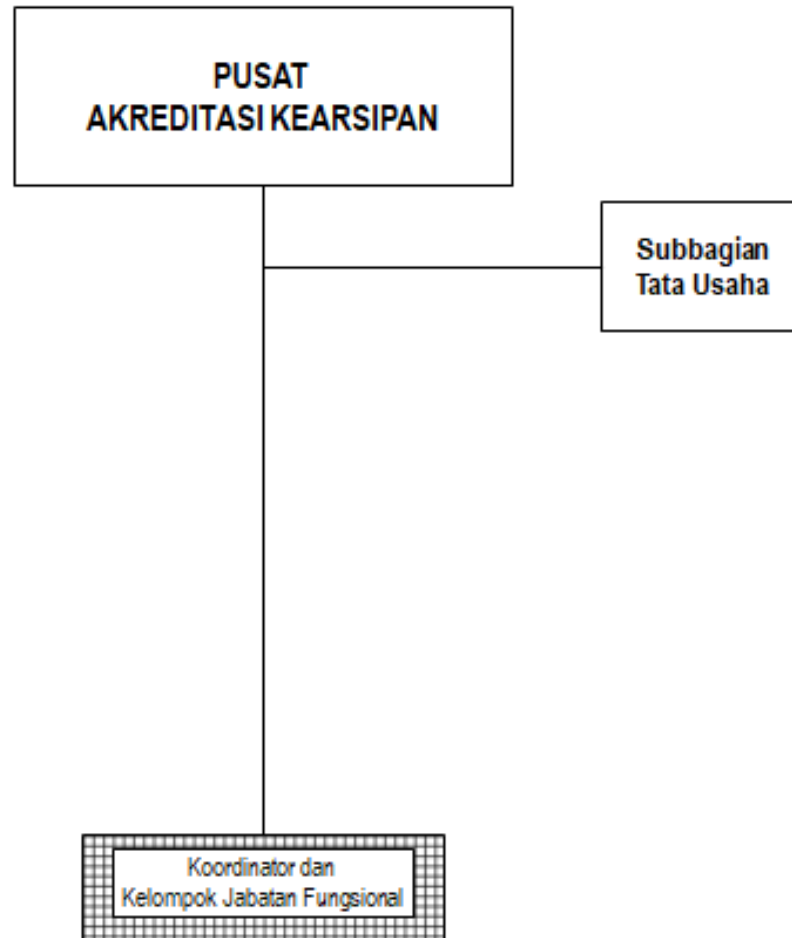 PUSAT
AKREDITASI KEARSIPAN
Subbagian
Tata Usaha
Koordinator dan
Kelompok Jabatan Fungsional